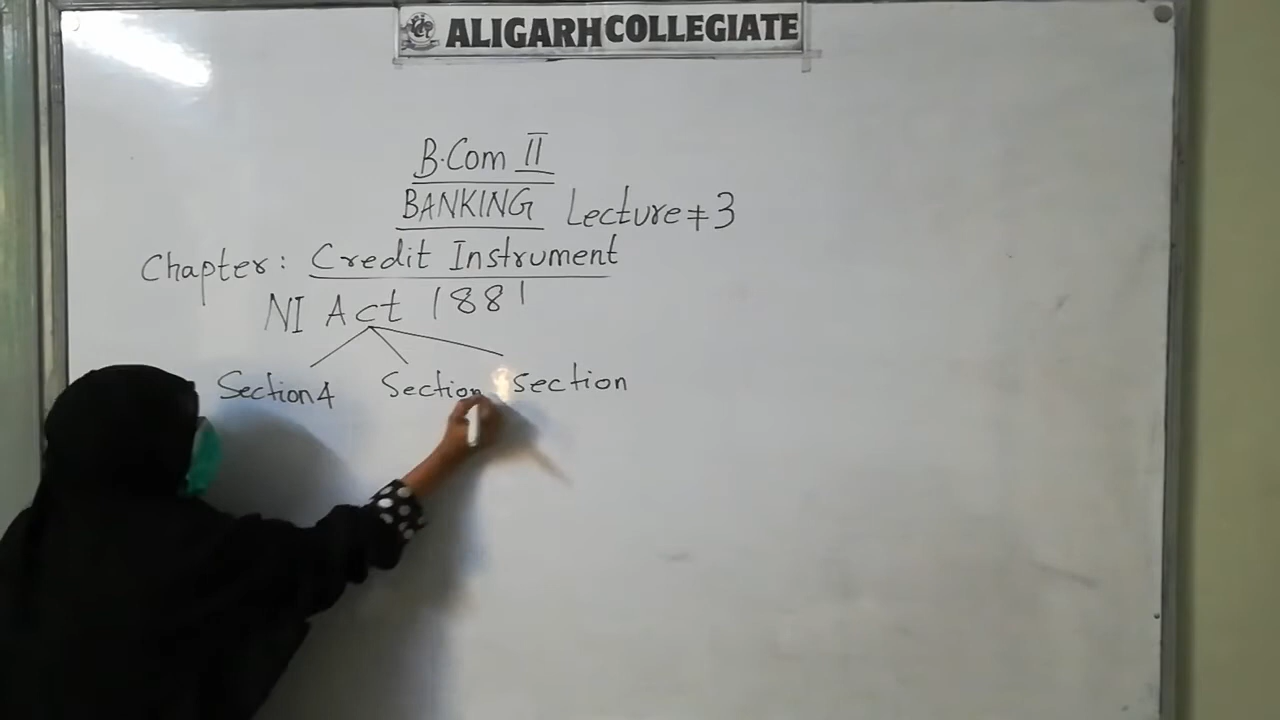 ALIGARH COLLEGIATE
B.Com II
BANKING Lecture # 3
Chapter: Credit Instrument
NI Act 1881
Section 4 Section Section